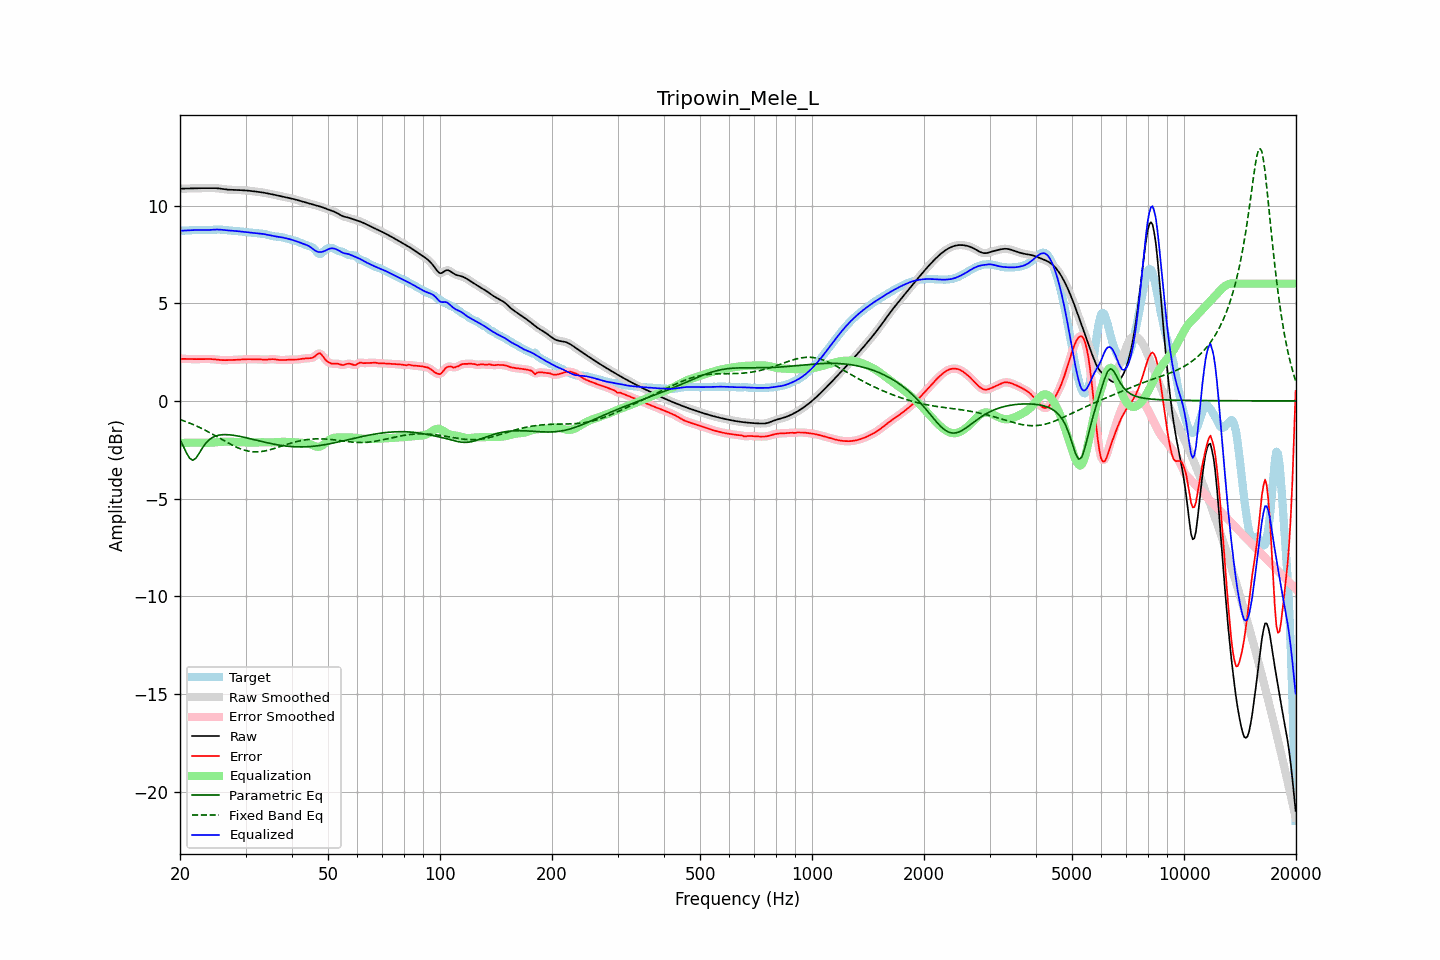 Tripowin_Mele_L
Amplitude (dBr)
10
5
0
−5
−10
−15
−20
Target
Raw Smoothed
Error Smoothed
Raw
Error
Equalization
Parametric Eq
Fixed Band Eq
Equalized
20 50 100 200 500 1000 2000 5000 10000 20000
Frequency (Hz)